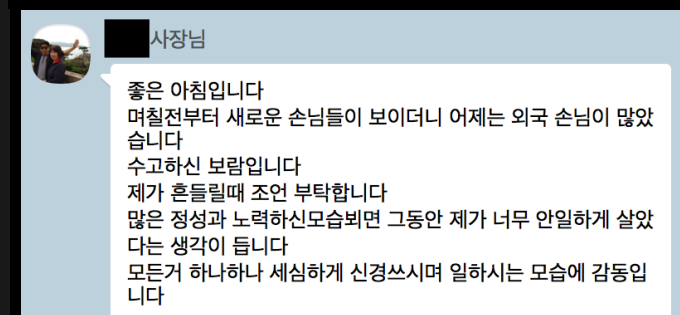 사장님
좋은 아침입니다
며칠전부터 새로운 손님들이 보이더니 어제는 외국 손님이 많았
습니다
수고하신 보람입니다
제가 흔들릴때 조언 부탁합니다
많은 정성과 노력하신모습뵈면 그동안 제가 너무 안일하게 살았
다는 생각이 듭니다
모든거 하나하나 세심하게 신경쓰시며 일하시는 모습에 감동입
니다